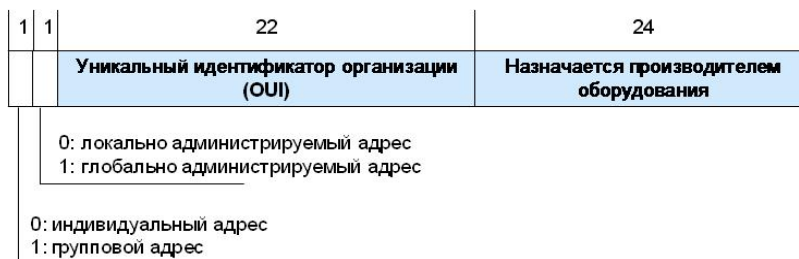 1 1 22 24
Уникальный идентификатор организации Назначается производителем
(OUI) оборудования
0: локально администрируемый адрес
1: глобально администрируемый адрес
0: индивидуальный адрес
1: групповой адрес